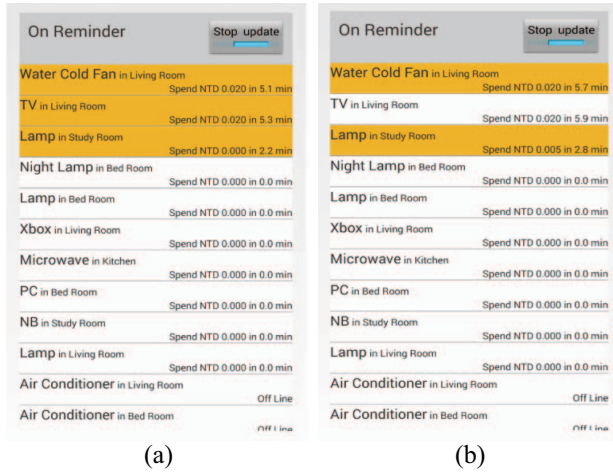 On Reminder Stop update
Water Cold Fan in Living Room
Spend NTD 0.020 in 5.1 min
TV in Living Room
Spend NTD 0.020 in 5.3 min
Lamp in Study Room
Spend NTD 0.000 in 2.2 min
Night Lamp in Bed Room
Spend NTD 0.000 in 0.0 min
Lamp in Bed Room
Spend NTD 0.000 in 0.0 min
Xbox in Living Room
Spend NTD 0.000 in 0.0 min
Microwave in Kitchen
Spend NTD 0.000 in 0.0 min
PC in Bed Room
Spend NTD 0.000 in 0.0 min
NB in Study Room
Spend NTD 0.000 in 0.0 min
Lamp in Living Room
Spend NTD 0.000 in 0.0 min
Air Conditioner in Living Room
Off Line
Air Conditioner in Bed Room
Off Line
(a)
On Reminder Stop update
Water Cold Fan in Living Room
Spend NTD 0.020 in 5.7 min
TV in Living Room
Spend NTD 0.020 in 5.9 min
Lamp in Study Room
Spend NTD 0.005 in 2.8 min
Night Lamp in Bed Room
Spend NTD 0.000 in 0.0 min
Lamp in Bed Room
Spend NTD 0.000 in 0.0 min
Xbox in Living Room
Spend NTD 0.000 in 0.0 min
Microwave in Kitchen
Spend NTD 0.000 in 0.0 min
PC in Bed Room
Spend NTD 0.000 in 0.0 min
NB in Study Room
Spend NTD 0.000 in 0.0 min
Lamp in Living Room
Spend NTD 0.000 in 0.0 min
Air Conditioner in Living Room
Off Line
Air Conditioner in Bed Room
Off Line
(b)